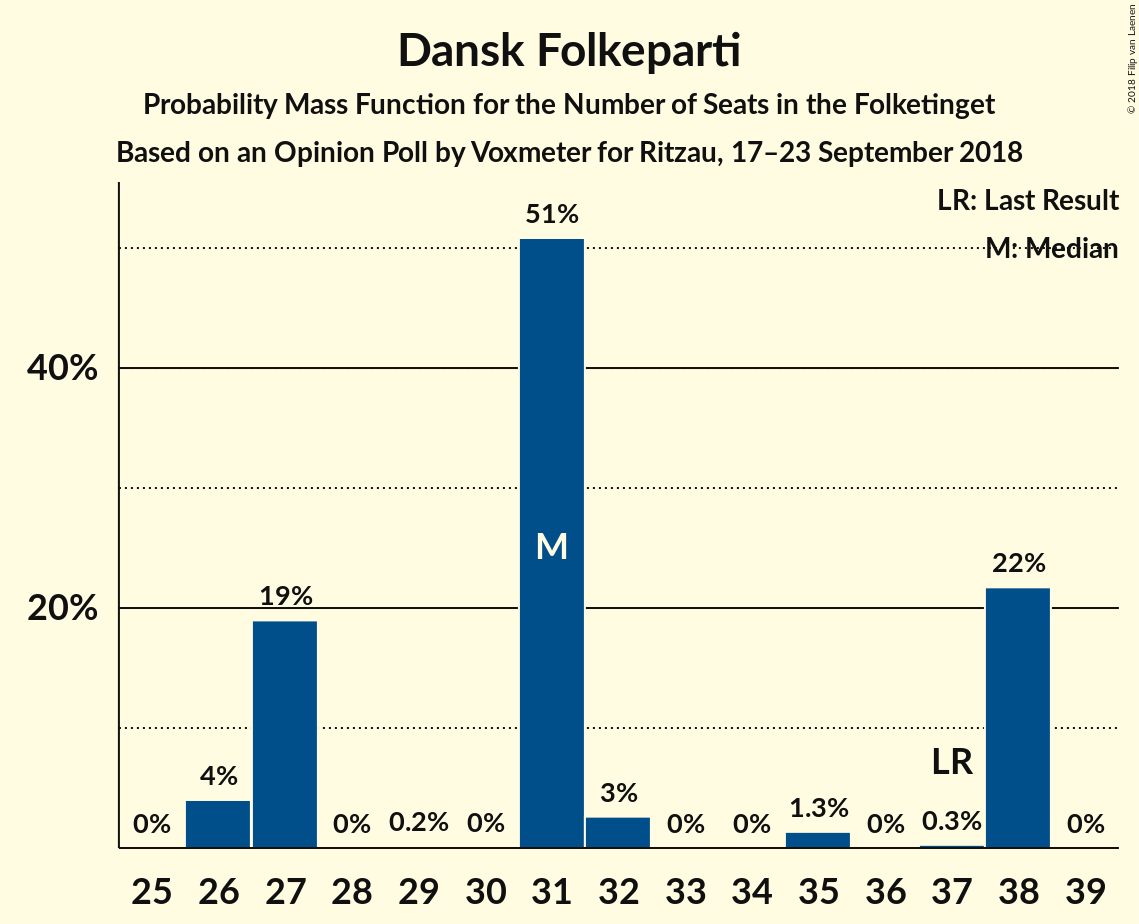 Dansk Folkeparti
Probability Mass Function for the Number of Seats in the Folketinget
Based on an Opinion Poll by Voxmeter for Ritzau, 17–23 September 2018
© 2018 Filip van Laenen
LR: Last Result
M: Median
40%
20%
0%
4%
19%
0%
0.2%
0%
51%
M
3%
0%
0%
1.3%
0%
LR
0.3%
22%
0%
25 26 27 28 29 30 31 32 33 34 35 36 37 38 39